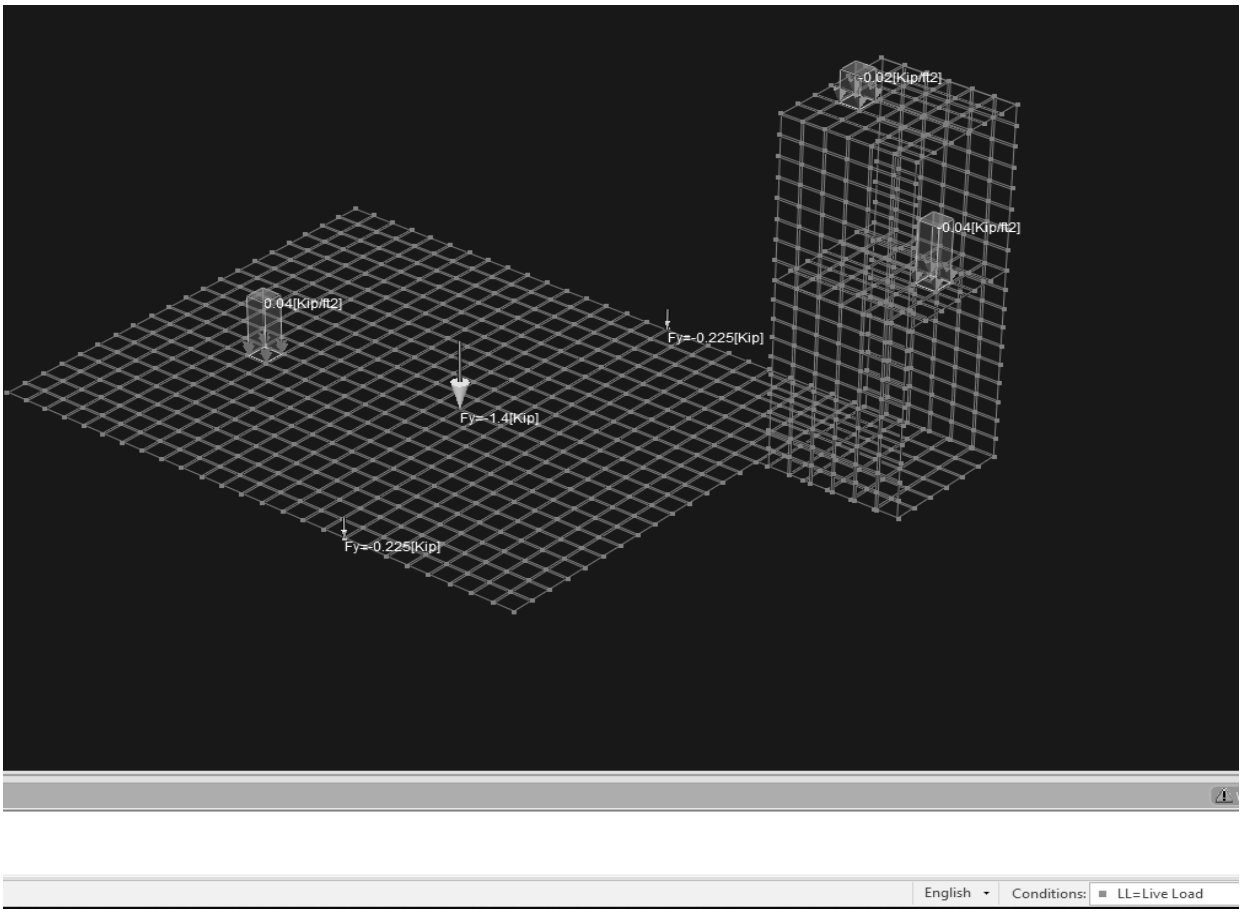 -0.02[Kip/ft2]
-0.04[Kip/ft2]
0.04[Kip/ft2]
Fy=-0.225[Kip]
Fy=-1.4[Kip]
Fy=-0.225[Kip]
English Conditions: LL=Live Load